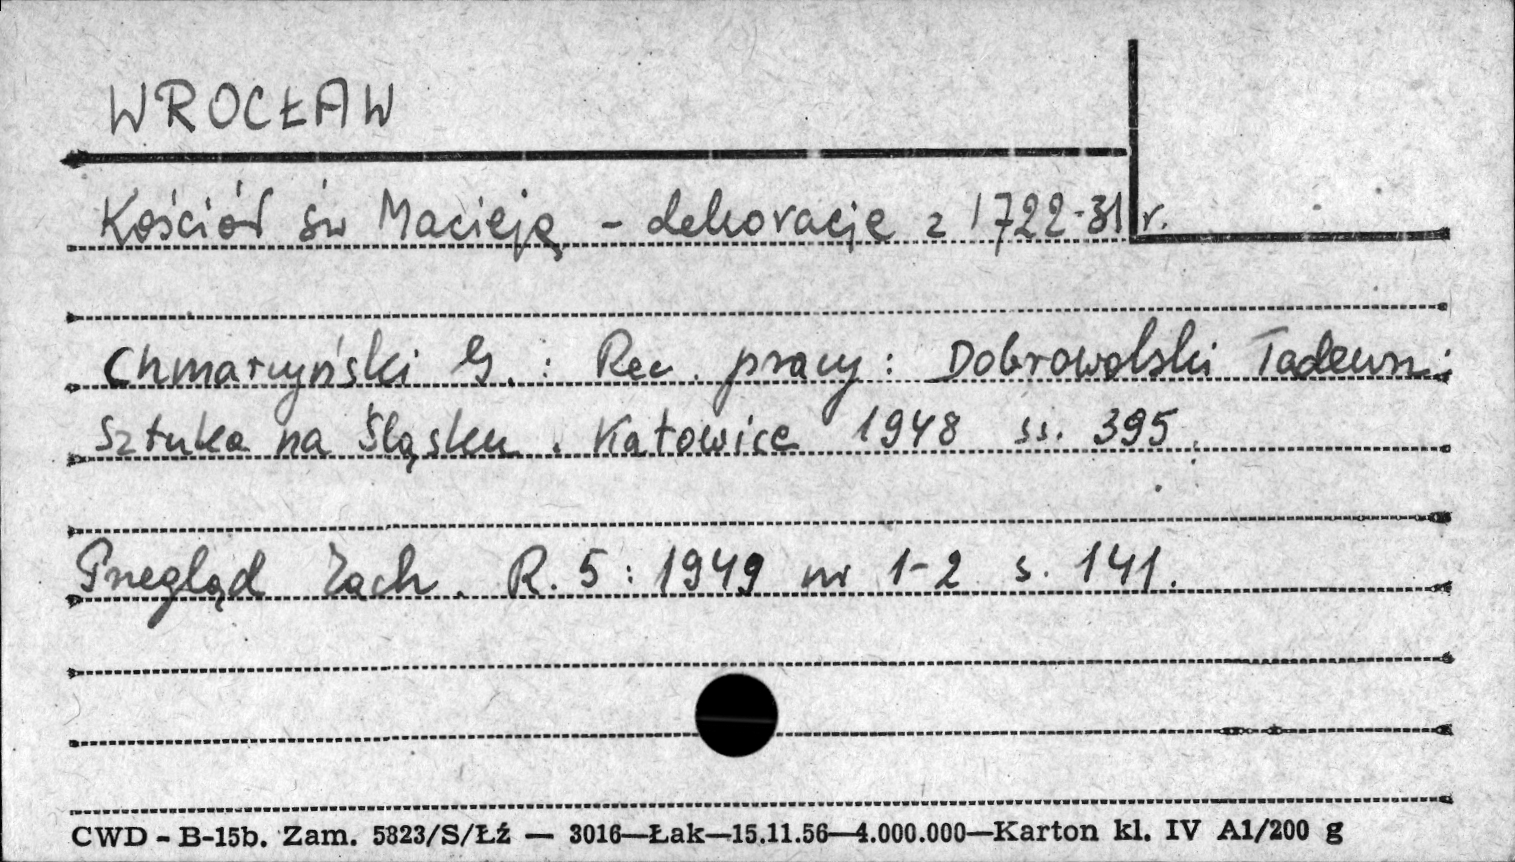 WROCŁAW
Kościół św Macieja - dekoracje z 1722-31 r.
Chmarzyński G. : Rec. pracy : Dobrowolski Tadeusz :
Sztuka na Śląsku . Katowice 1948 ss. 395.
Przegląd Zach. R. 5 : 1949 nr 1-2 s. 141.
CWD - B-15b. Zam. 5823/S/Łź — 3016—Łak—15.11.56—4.000.000—Karton kl. IV A1/200 g